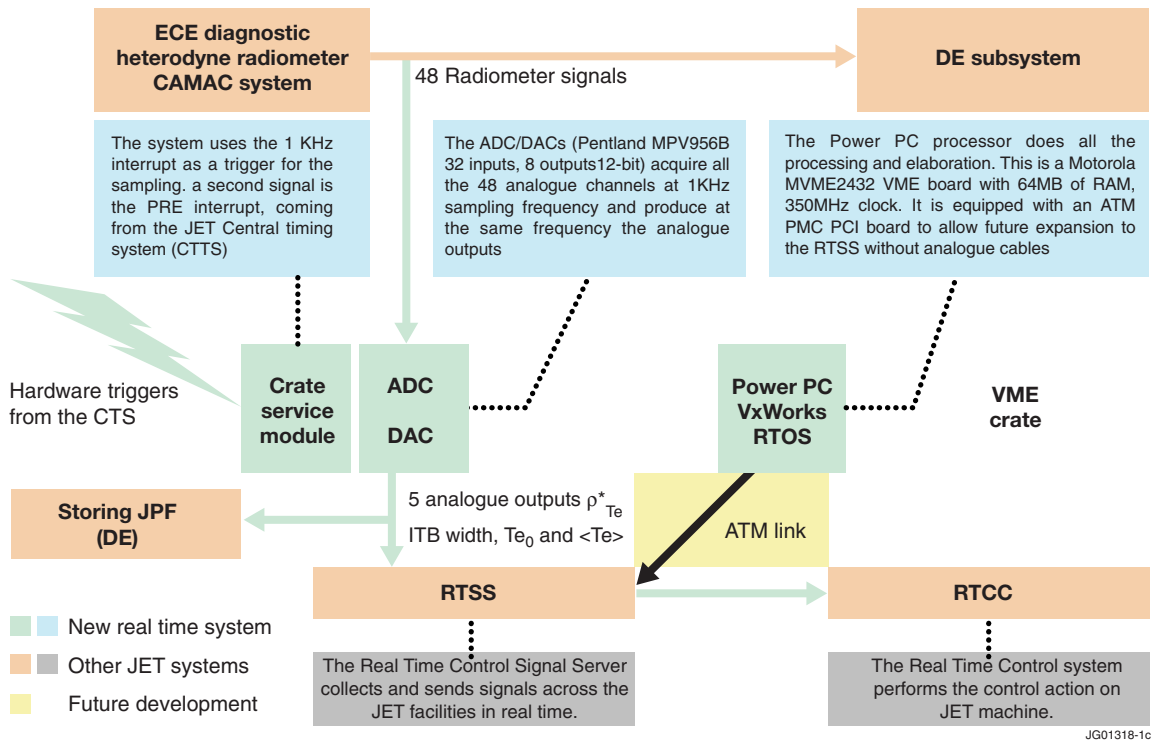 ECE diagnostic
heterodyne radiometer
CAMAC system
48 Radiometer signals
DE subsystem
The system uses the 1 KHz
interrupt as a trigger for the
sampling. a second signal is
the PRE interrupt, coming
from the JET Central timing
system (CTTS)
The ADC/DACs (Pentland MPV956B
32 inputs, 8 outputs12-bit) acquire all
the 48 analogue channels at 1KHz
sampling frequency and produce at
the same frequency the analogue
outputs
The Power PC processor does all the
processing and elaboration. This is a Motorola
MVME2432 VME board with 64MB of RAM,
350MHz clock. It is equipped with an ATM
PMC PCI board to allow future expansion to
the RTSS without analogue cables
Hardware triggers
from the CTS
Crate
service
module
ADC
DAC
Power PC
VxWorks
RTOS
VME
crate
Storing JPF
(DE)
5 analogue outputs ρ*Te
ITB width, Te0 and <Te>
ATM link
RTSS
RTCC
New real time system
Other JET systems
Future development
The Real Time Control Signal Server
collects and sends signals across the
JET facilities in real time.
The Real Time Control system
performs the control action on
JET machine.
JG01318-1c